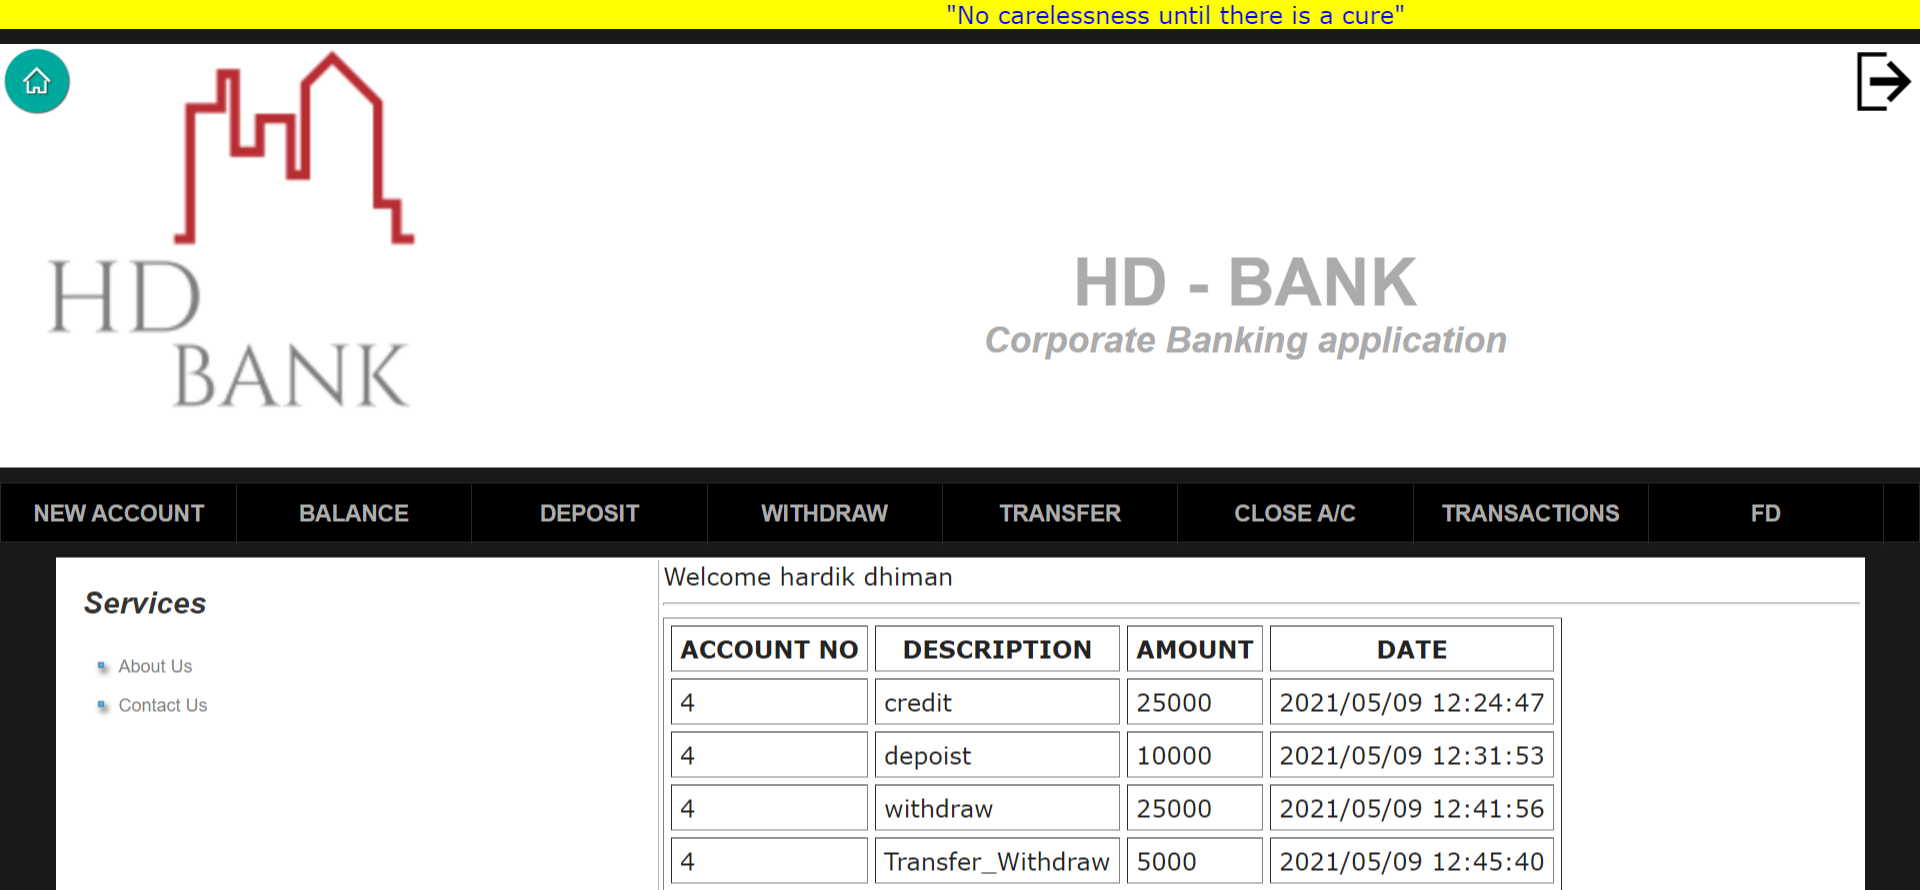 "No carelessness until there is a cure"
HD
BANK
HD - BANK
Corporate Banking application
NEW ACCOUNT BALANCE DEPOSIT WITHDRAW TRANSFER CLOSE A/C TRANSACTIONS FD
Services
About Us
Contact Us
Welcome hardik dhiman
ACCOUNT NO DESCRIPTION AMOUNT DATE
4 credit 25000 2021/05/09 12:24:47
4 depoist 10000 2021/05/09 12:31:53
4 withdraw 25000 2021/05/09 12:41:56
4 Transfer_Withdraw 5000 2021/05/09 12:45:40